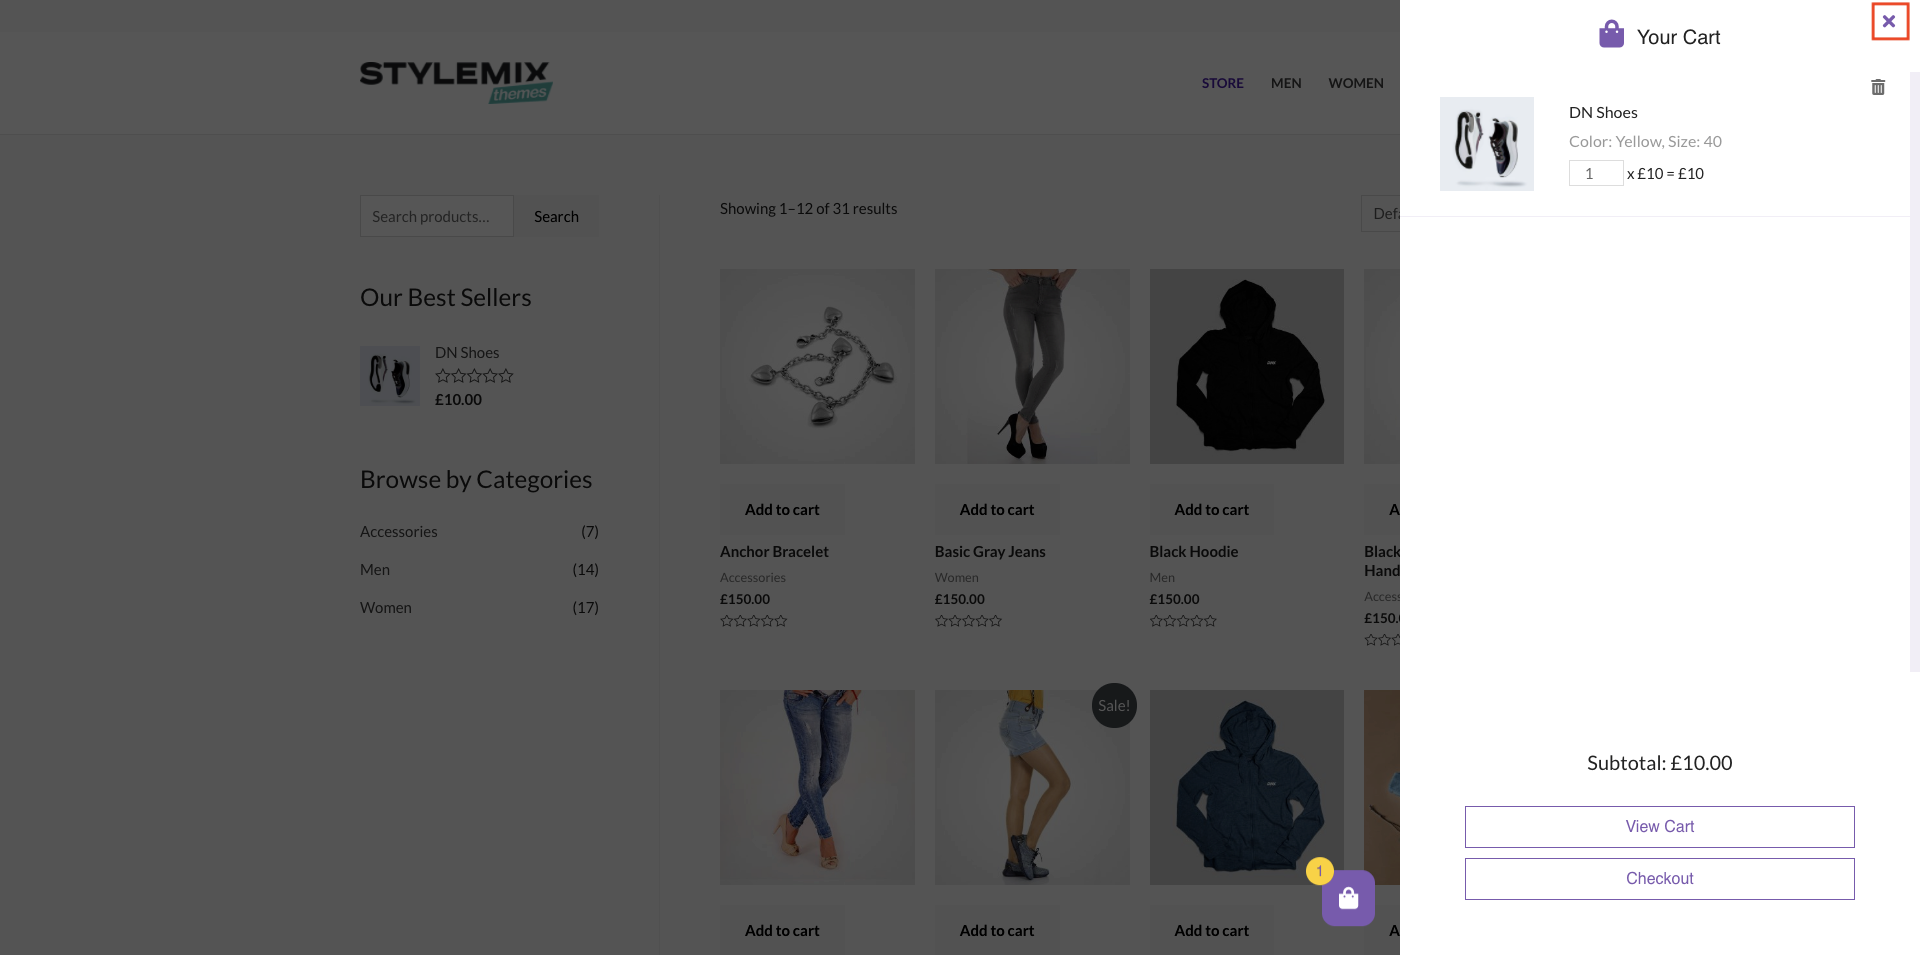 STYLEMIX
themes
STORE
MEN
WOMEN
Search products...
Search
Our Best Sellers
DN Shoes
£10.00
Browse by Categories
Accessories (7)
Men (14)
Women (17)
Showing 1–12 of 31 results
Defa
Add to cart
Anchor Bracelet
Accessories
£150.00
Add to cart
Basic Gray Jeans
Women
£150.00
Add to cart
Black Hoodie
Men
£150.00
A
Black
Hand
Access
£150.
Sale!
Add to cart
Add to cart
Add to cart
A
1
Your Cart
DN Shoes
Color: Yellow, Size: 40
1 x £10 = £10
Subtotal: £10.00
View Cart
Checkout